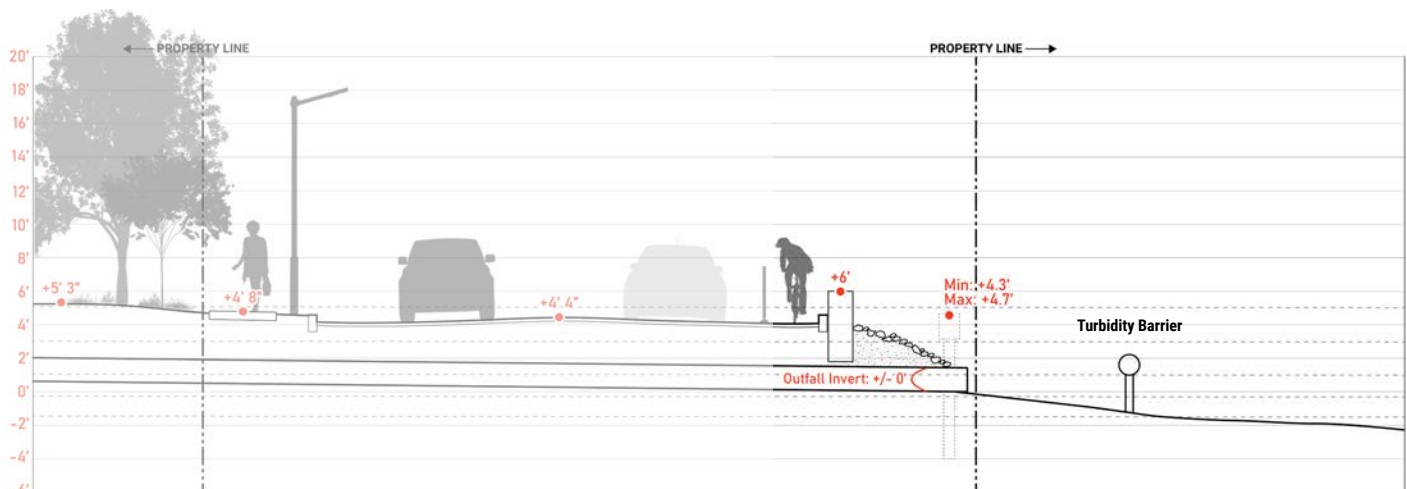 PROPERTY LINE
PROPERTY LINE
20'
18'
16'
14'
12'
10'
8'
6'
4'
2'
0'
-2'
-4'
+5' 3"
+4' 8"
+4' 4"
+6'
Min: +4.3'
Max: +4.7'
Turbidity Barrier
Outfall Invert: +/- 0'